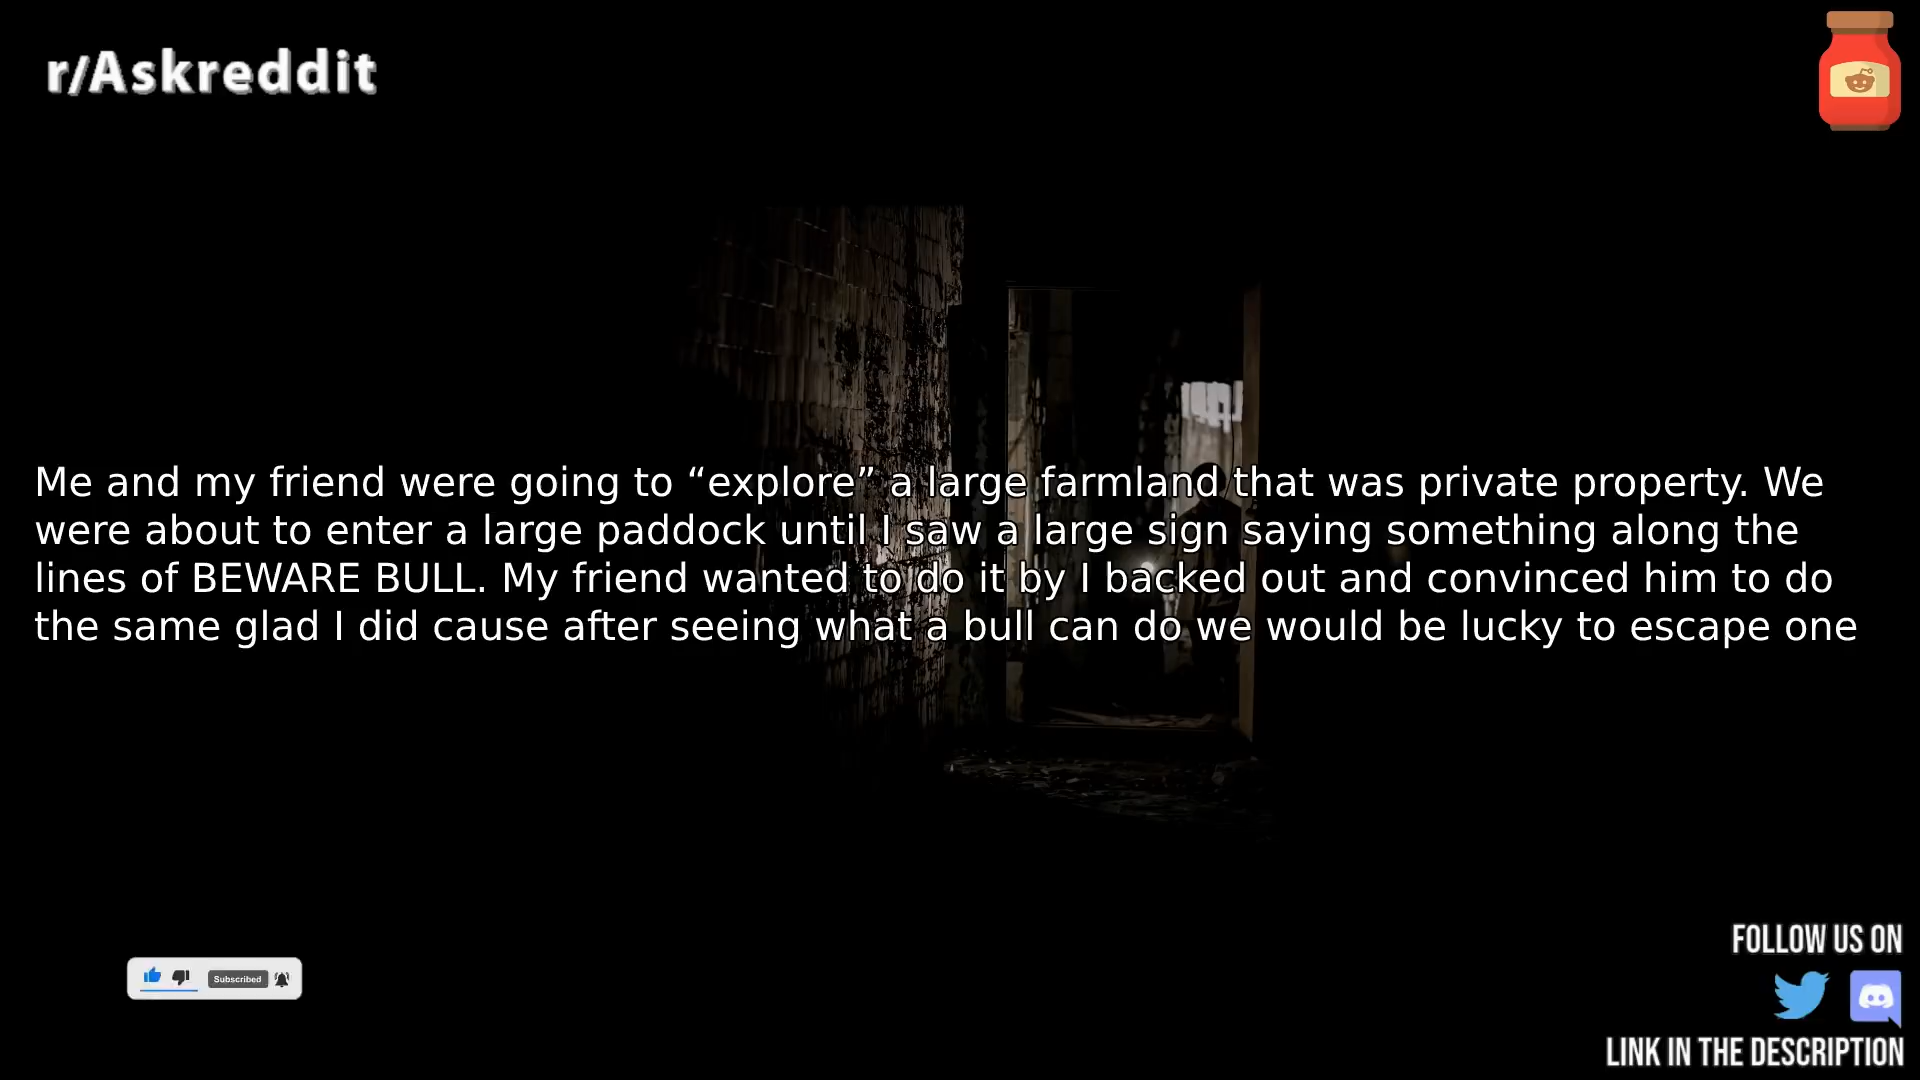 r/Askreddit
Me and my friend were going to “explore” a large farmland that was private property. We
were about to enter a large paddock until I saw a large sign saying something along the
lines of BEWARE BULL. My friend wanted to do it by I backed out and convinced him to do
the same glad I did cause after seeing what a bull can do we would be lucky to escape one
Subscribed
FOLLOW US ON
LINK IN THE DESCRIPTION